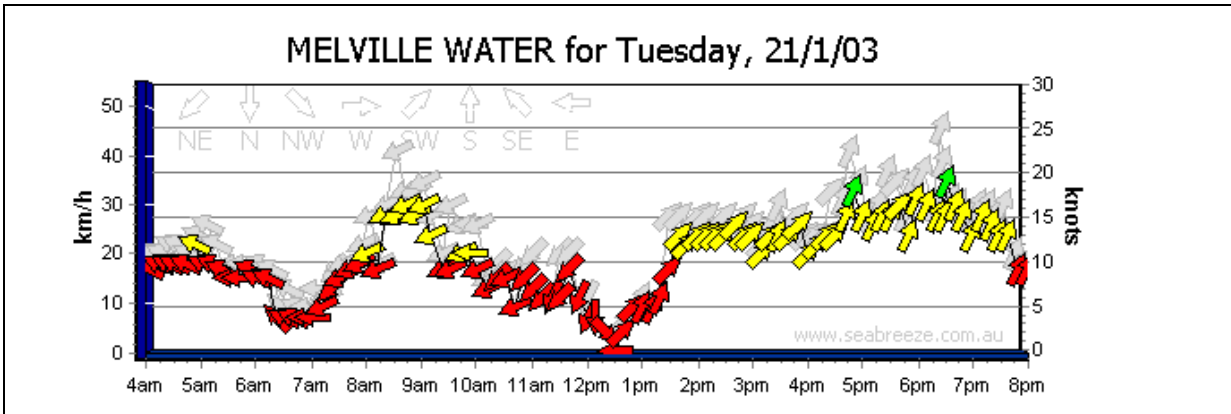 MELVILLE WATER for Tuesday, 21/1/03
NE N NW W SW S SE E
km/h
50
40
30
20
10
0
knots
30
25
20
15
10
5
0
www.seabreeze.com.au
4am 5am 6am 7am 8am 9am 10am 11am 12pm 1pm 2pm 3pm 4pm 5pm 6pm 7pm 8pm